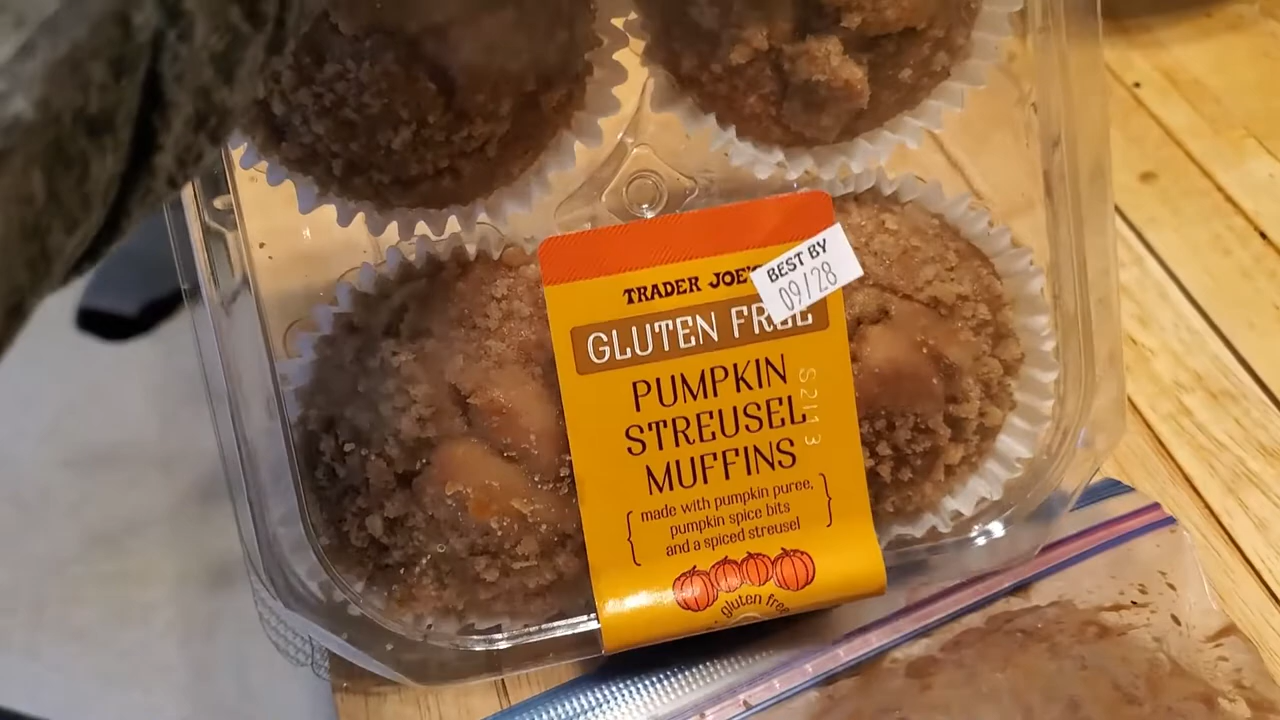 TRADER JOE'S
BEST BY
09/28
GLUTEN FREE
PUMPKIN
STREUSEL
MUFFINS
S2113
made with pumpkin puree,
pumpkin spice bits
and a spiced streusel
gluten free